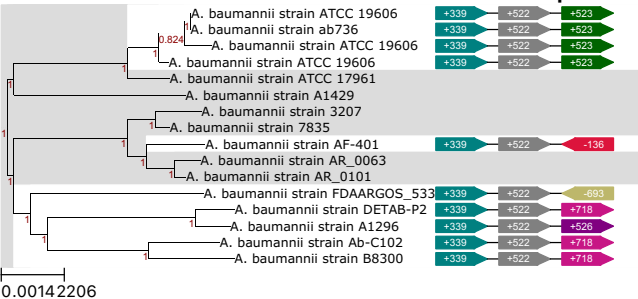 A. baumannii strain ATCC 19606 +339 +522 +523
A. baumannii strain ab736 +339 +522 +523
0.824
A. baumannii strain ATCC 19606 +339 +522 +523
1
A. baumannii strain ATCC 19606 +339 +522 +523
1
A. baumannii strain ATCC 17961
1
A. baumannii strain A1429
A. baumannii strain 3207
1
A. baumannii strain 7835
1
1
A. baumannii strain AF-401 +339 +522 -136
1
A. baumannii strain AR_0063
1
A. baumannii strain AR_0101
1
A. baumannii strain FDAARGOS_533 +339 +522 -693
A. baumannii strain DETAB-P2 +339 +522 +718
1
1
A. baumannii strain A1296 +339 +522 +526
A. baumannii strain Ab-C102 +339 +522 +718
1
1
A. baumannii strain B8300 +339 +522 +718
0.00142206